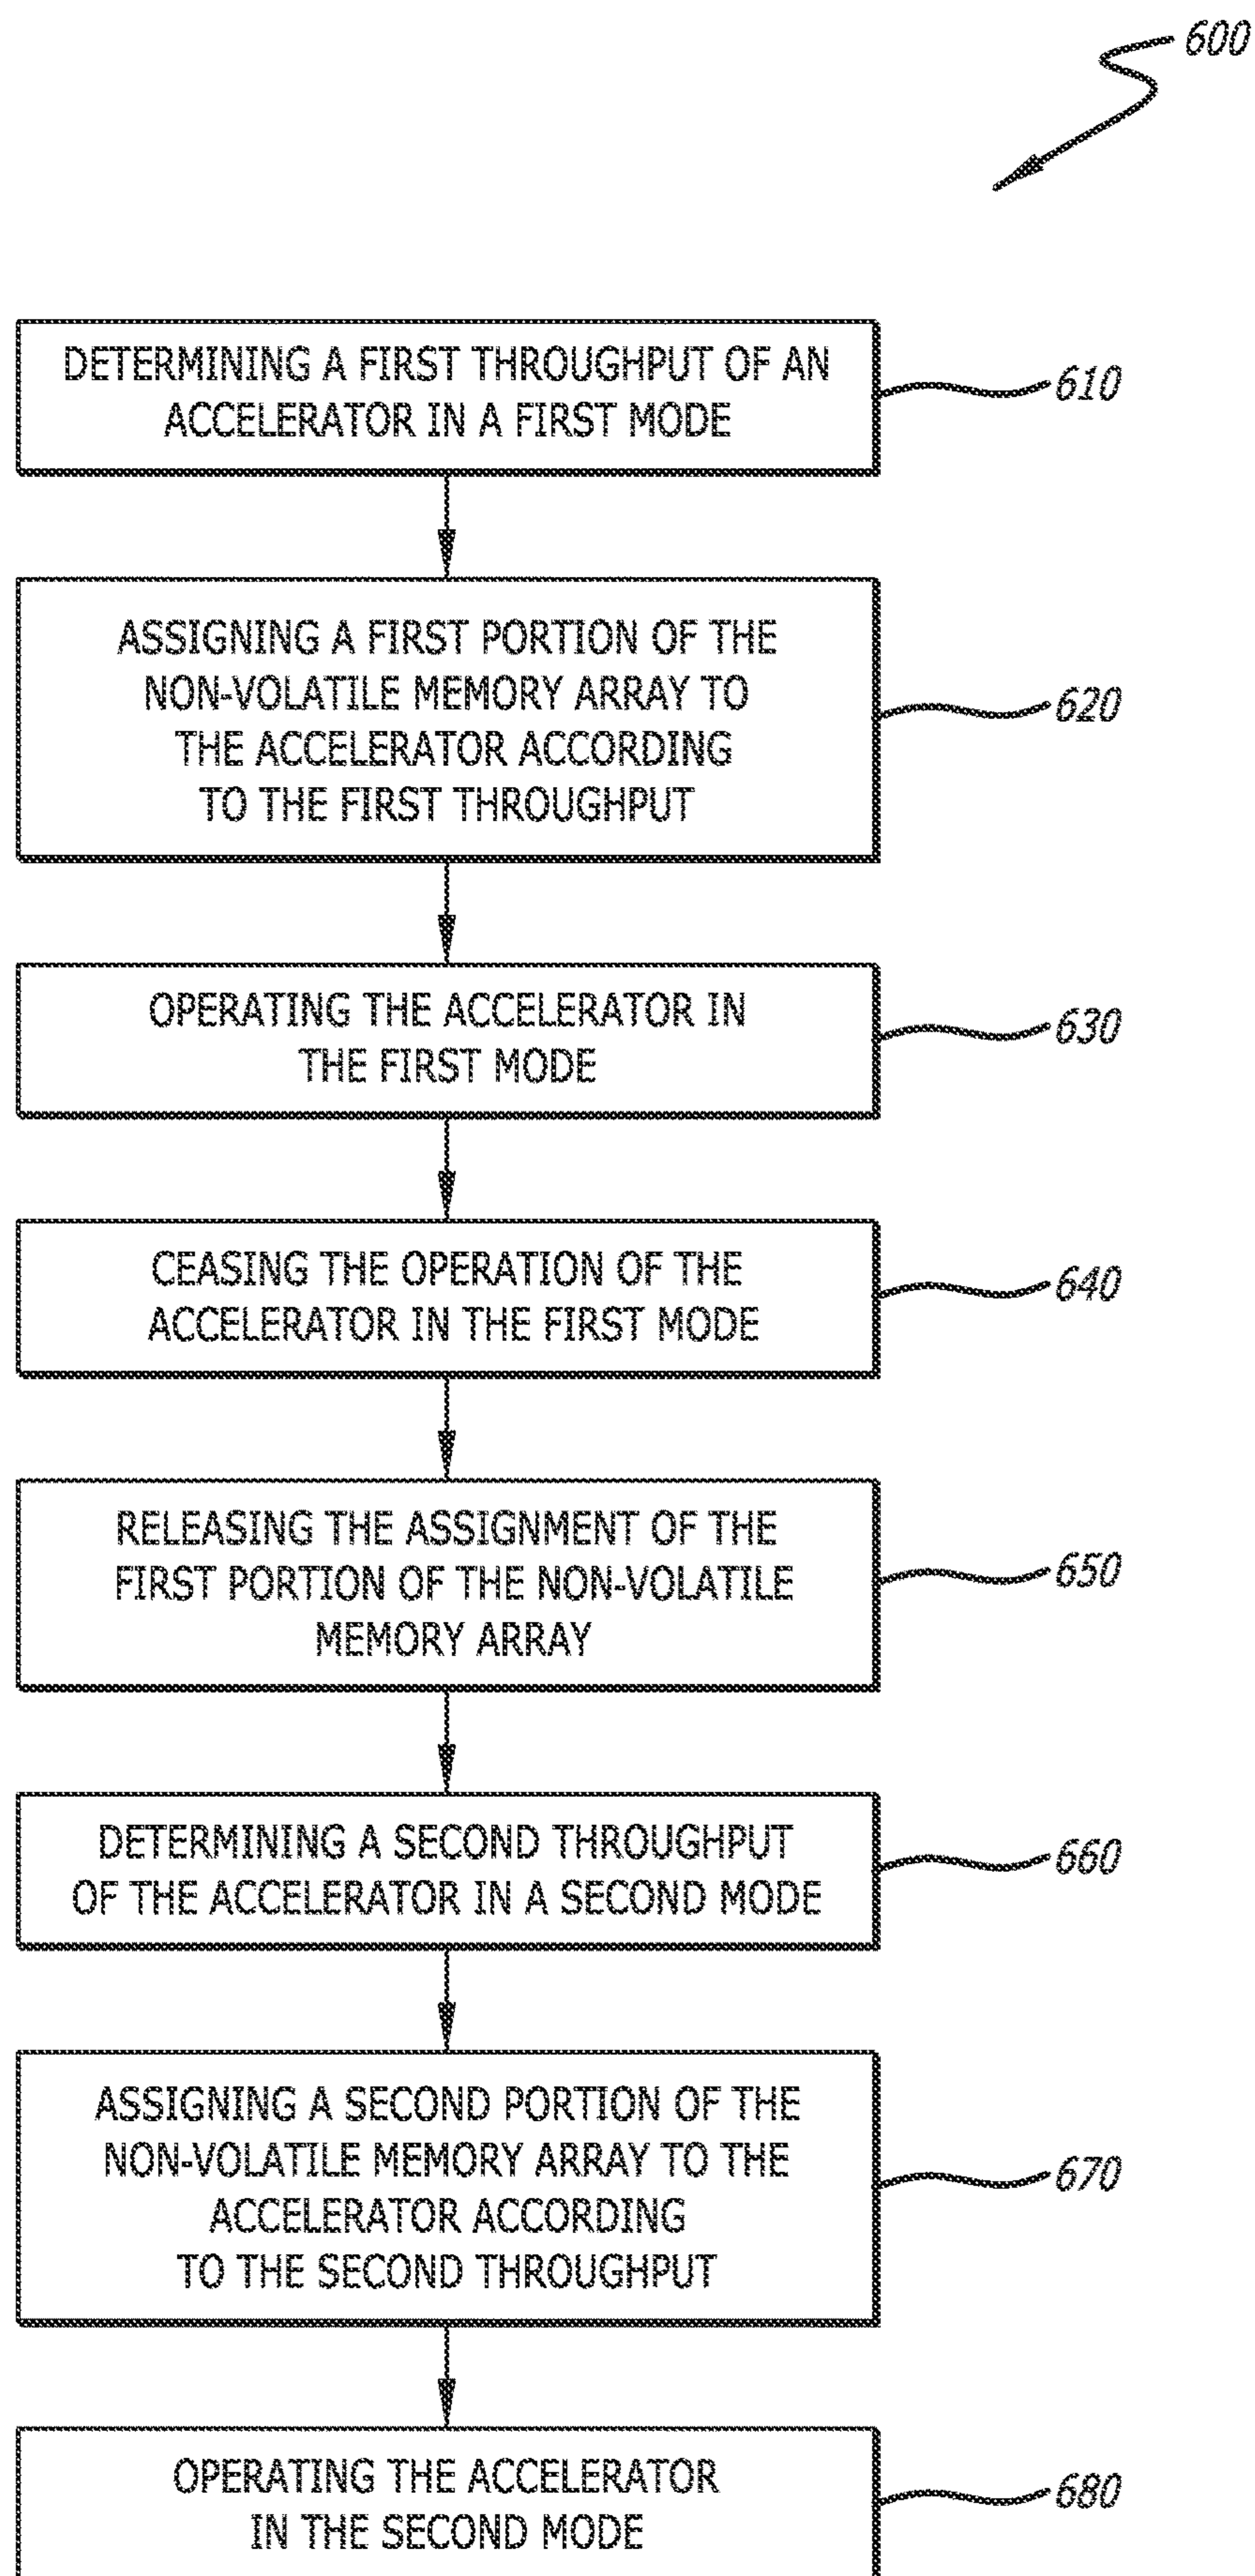 600
DETERMINING A FIRST THROUGHPUT OF AN
ACCELERATOR IN A FIRST MODE
610
ASSIGNING A FIRST PORTION OF THE
NON-VOLATILE MEMORY ARRAY TO
THE ACCELERATOR ACCORDING
TO THE FIRST THROUGHPUT
620
OPERATING THE ACCELERATOR IN
THE FIRST MODE
630
CEASING THE OPERATION OF THE
ACCELERATOR IN THE FIRST MODE
640
RELEASING THE ASSIGNMENT OF THE
FIRST PORTION OF THE NON-VOLATILE
MEMORY ARRAY
650
DETERMINING A SECOND THROUGHPUT
OF THE ACCELERATOR IN A SECOND MODE
660
ASSIGNING A SECOND PORTION OF THE
NON-VOLATILE MEMORY ARRAY TO THE
ACCELERATOR ACCORDING
TO THE SECOND THROUGHPUT
670
OPERATING THE ACCELERATOR
IN THE SECOND MODE
680